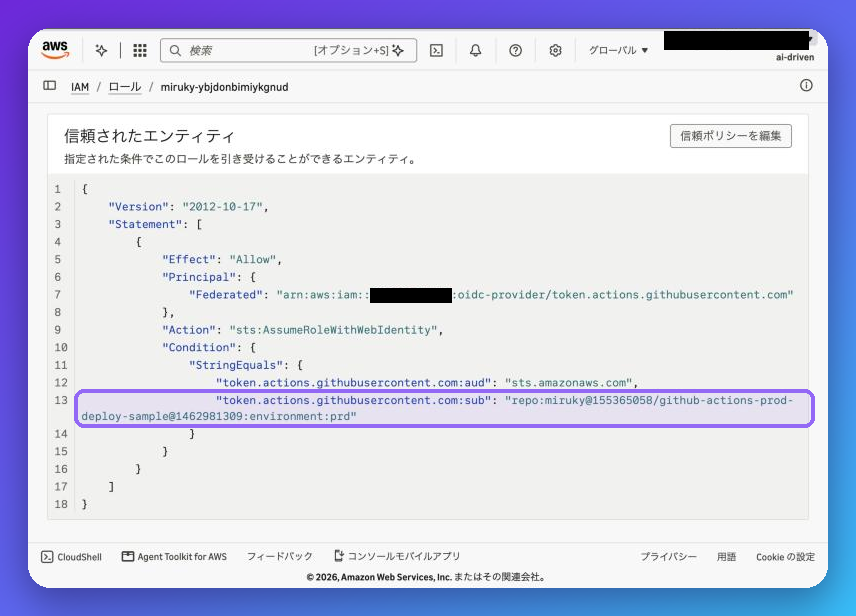 aws
検索
[オプション+S]
グローバル ▼
ai-driven
IAM / ロール / miruky-ybjdonbimiykgnud
信頼されたエンティティ
信頼ポリシーを編集
指定された条件でこのロールを引き受けることができるエンティティ。
1 {
2 "Version": "2012-10-17",
3 "Statement": [
4 {
5 "Effect": "Allow",
6 "Principal": {
7 "Federated": "arn:aws:iam:: :oidc-provider/token.actions.githubusercontent.com"
8 },
9 "Action": "sts:AssumeRoleWithWebIdentity",
10 "Condition": {
11 "StringEquals": {
12 "token.actions.githubusercontent.com:aud": "sts.amazonaws.com",
13 "token.actions.githubusercontent.com:sub": "repo:miruky@155365058/github-actions-prod-
deploy-sample@1462981309:environment:prd"
14 }
15 }
16 }
17 ]
18 }
CloudShell Agent Toolkit for AWS フィードバック コンソールモバイルアプリ プライバシー 用語 Cookie の設定
© 2026, Amazon Web Services, Inc. またはその関連会社。